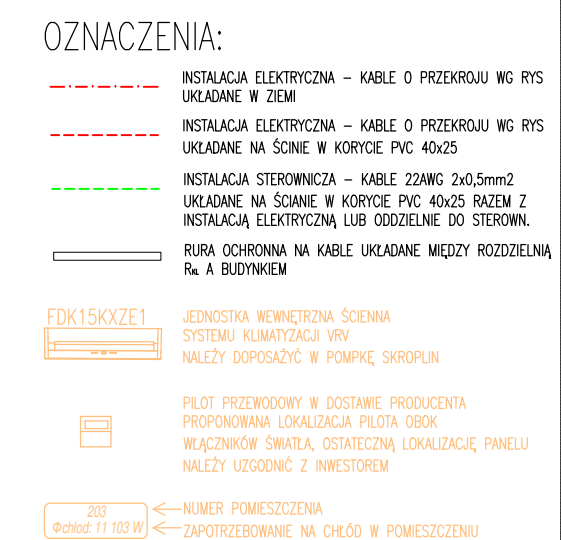 OZNACZENIA:
INSTALACJA ELEKTRYCZNA – KABLE O PRZEKROJU WG RYS
UKŁADANE W ZIEMI
INSTALACJA ELEKTRYCZNA – KABLE O PRZEKROJU WG RYS
UKŁADANE NA ŚCINIE W KORYCIE PVC 40x25
INSTALACJA STEROWNICZA – KABLE 22AWG 2x0,5mm2
UKŁADANE NA ŚCIANIE W KORYCIE PVC 40x25 RAZEM Z
INSTALACJĄ ELEKTRYCZNĄ LUB ODDZIELNIE DO STEROWN.
RURA OCHRONNA NA KABLE UKŁADANE MIĘDZY ROZDZIELNIĄ
RKL A BUDYNKIEM
FDK15KXZE1
JEDNOSTKA WEWNĘTRZNA ŚCIENNA
SYSTEMU KLIMATYZACJI VRV
NALEŻY DOPOSAŻYĆ W POMPKĘ SKROPLIN
PILOT PRZEWODOWY W DOSTAWIE PRODUCENTA
PROPONOWANA LOKALIZACJA PILOTA OBOK
WŁĄCZNIKÓW ŚWIATŁA, OSTATECZNĄ LOKALIZACJĘ PANELU
NALEŻY UZGODNIĆ Z INWESTOREM
203
Φchłod: 11 103 W
NUMER POMIESZCZENIA
ZAPOTRZEBOWANIE NA CHŁÓD W POMIESZCZENIU